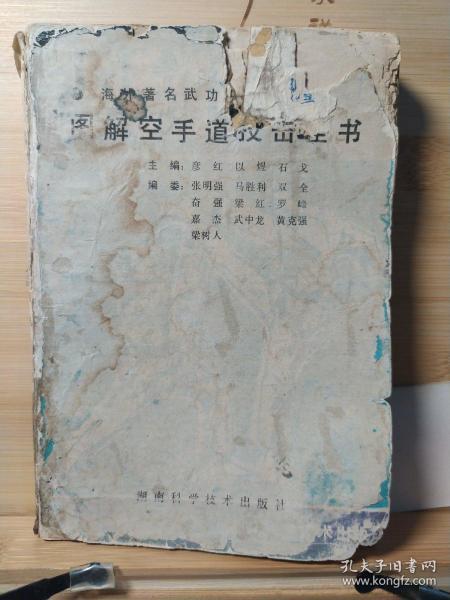 海外著名武功
图解空手道技击全书
主编：彦红 以煌 石戈
编委：张明强 马胜利 双全
奋强 梁红 罗峰
嘉杰 武中龙 黄克强
梁树人
湖南科学技术出版社
孔夫子旧书网
www.kongfz.com